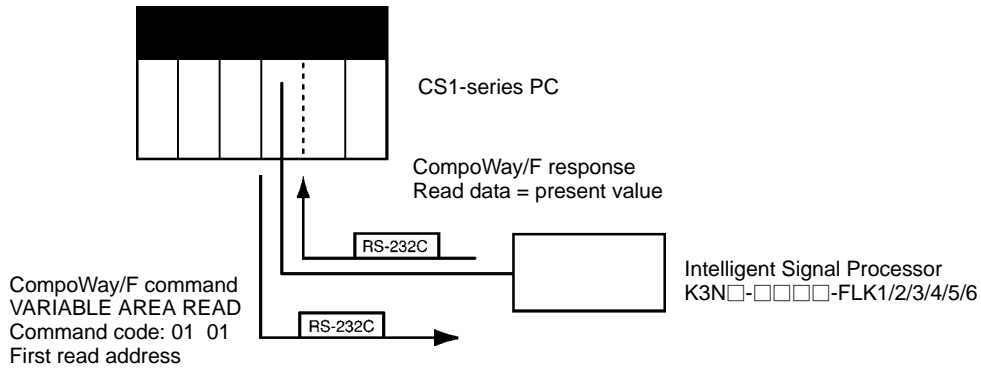 CS1-series PC
CompoWay/F response
Read data = present value
RS-232C
Intelligent Signal Processor
K3N□-□□□□-FLK1/2/3/4/5/6
CompoWay/F command
VARIABLE AREA READ
Command code: 01  01
First read address
RS-232C